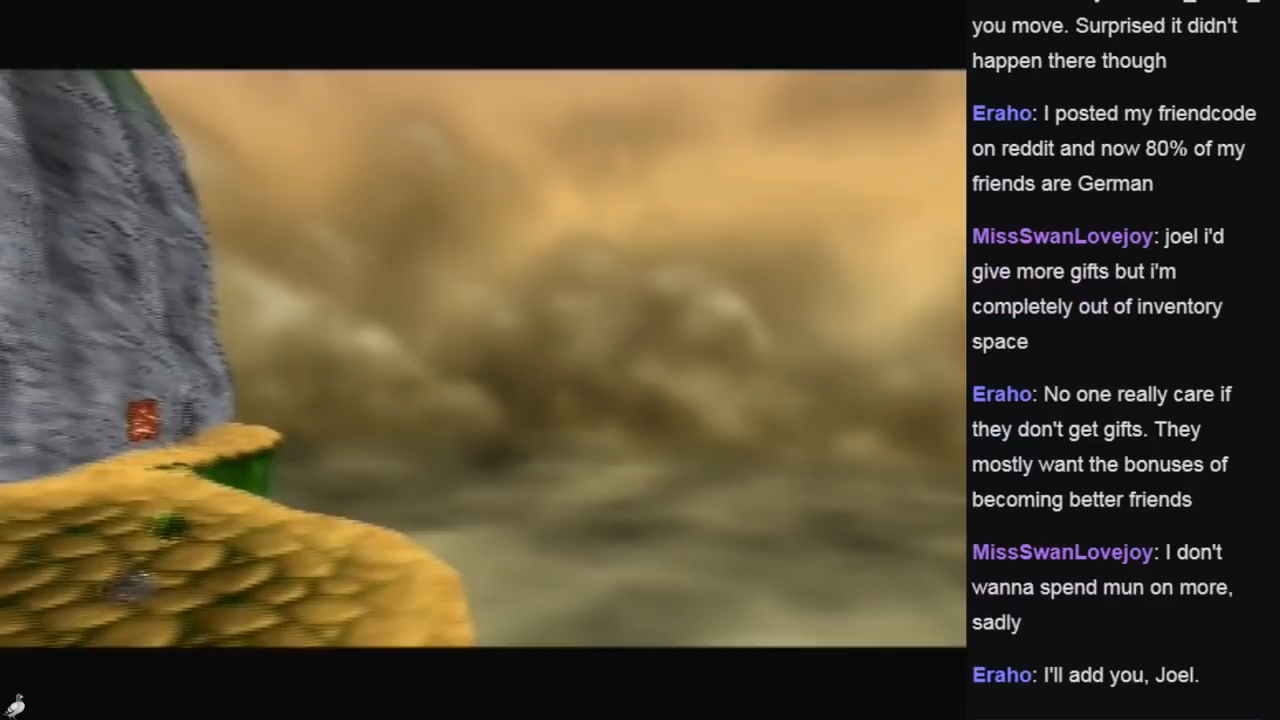 you move. Surprised it didn't
happen there though
Eraho: I posted my friendcode
on reddit and now 80% of my
friends are German
MissSwanLovejoy: joel i'd
give more gifts but i'm
completely out of inventory
space
Eraho: No one really care if
they don't get gifts. They
mostly want the bonuses of
becoming better friends
MissSwanLovejoy: I don't
wanna spend mun on more,
sadly
Eraho: I'll add you, Joel.